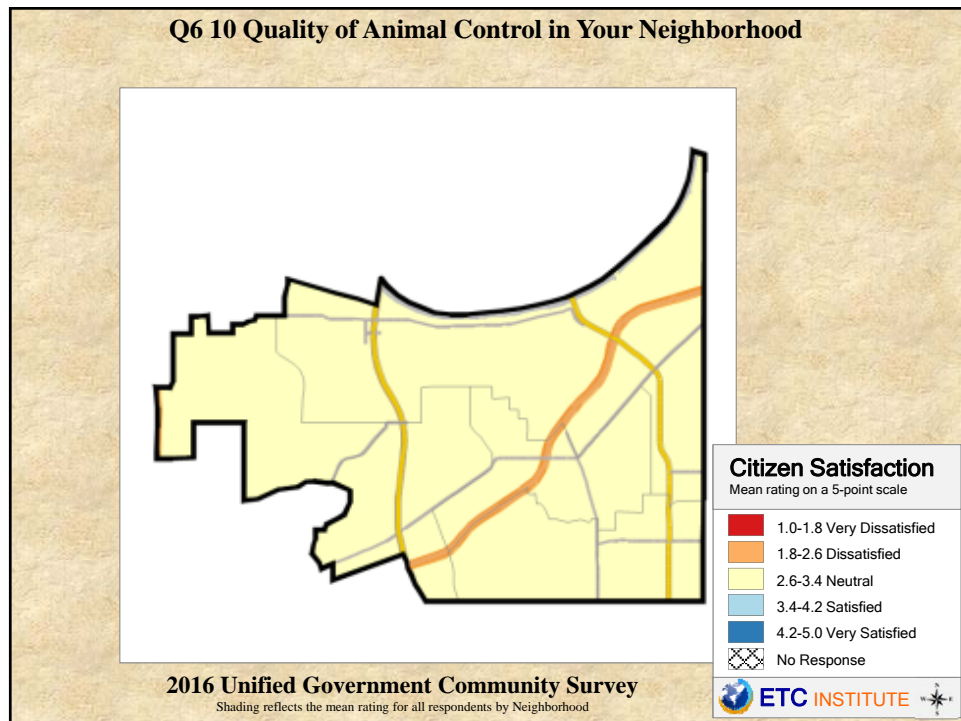 Q6 10 Quality of Animal Control in Your Neighborhood
Citizen Satisfaction
Mean rating on a 5-point scale
1.0-1.8 Very Dissatisfied
1.8-2.6 Dissatisfied
2.6-3.4 Neutral
3.4-4.2 Satisfied
4.2-5.0 Very Satisfied
No Response
ETC INSTITUTE
N
W E
S
2016 Unified Government Community Survey
Shading reflects the mean rating for all respondents by Neighborhood